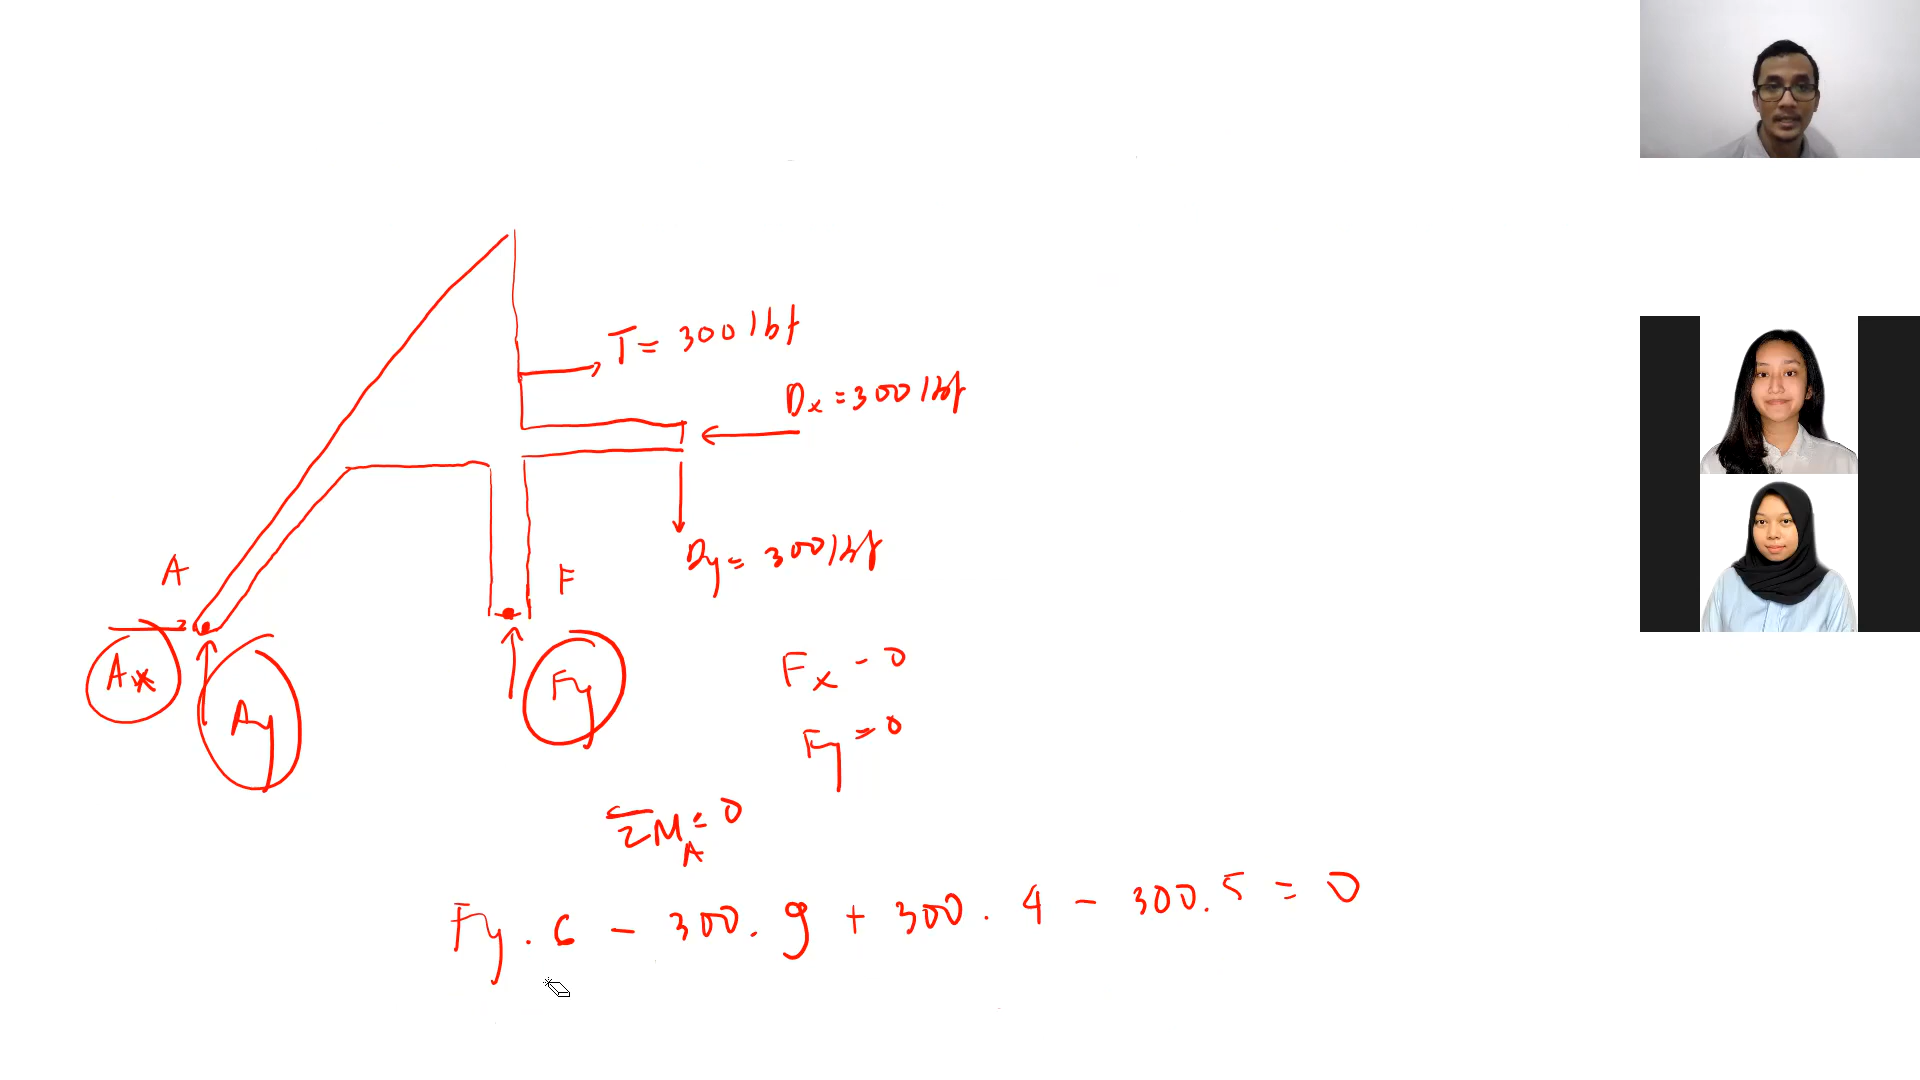 T = 300 lbf
Dx = 300 lbf
Dy = 300 lbf
A
F
Ax
Ay
Fy
Fx = 0
Fy = 0
ΣM_A = 0
Fy . 6 - 300 . 9 + 300 . 4 - 300 . 5 = 0